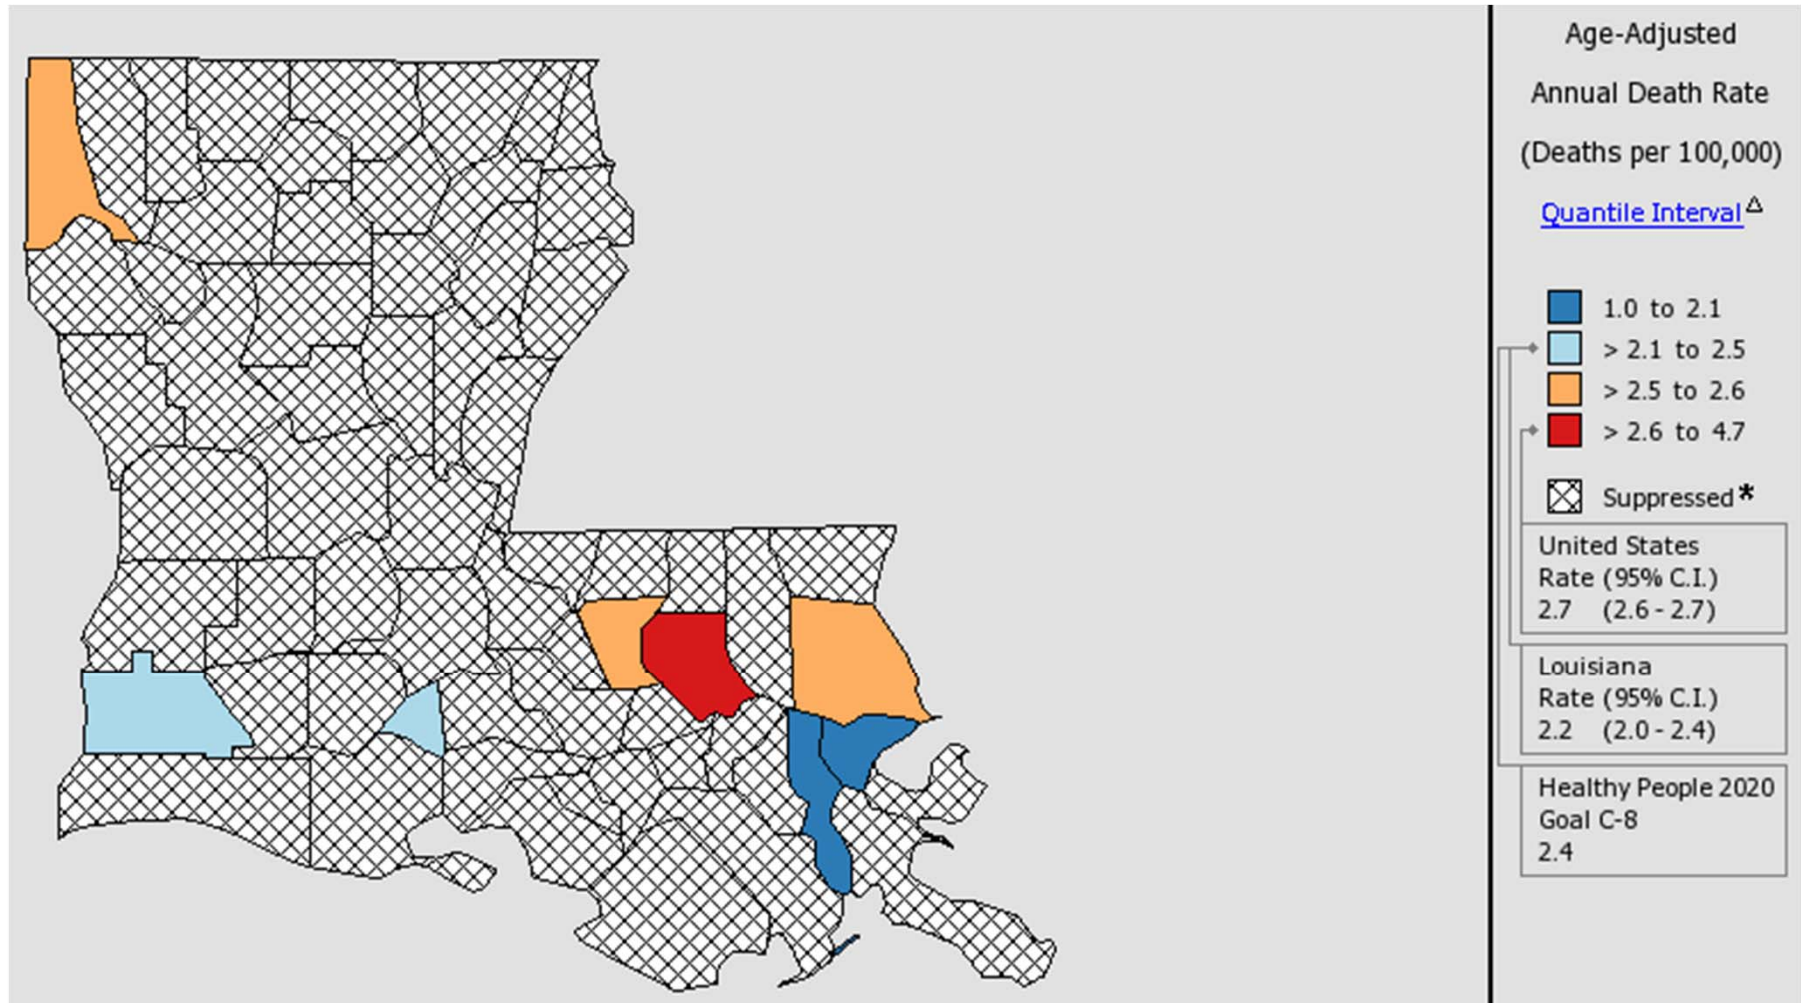 Age-Adjusted
Annual Death Rate
(Deaths per 100,000)
Quantile Interval Δ
1.0 to 2.1
> 2.1 to 2.5
> 2.5 to 2.6
> 2.6 to 4.7
Suppressed *
United States
Rate (95% C.I.)
2.7 (2.6 - 2.7)
Louisiana
Rate (95% C.I.)
2.2 (2.0 - 2.4)
Healthy People 2020
Goal C-8
2.4